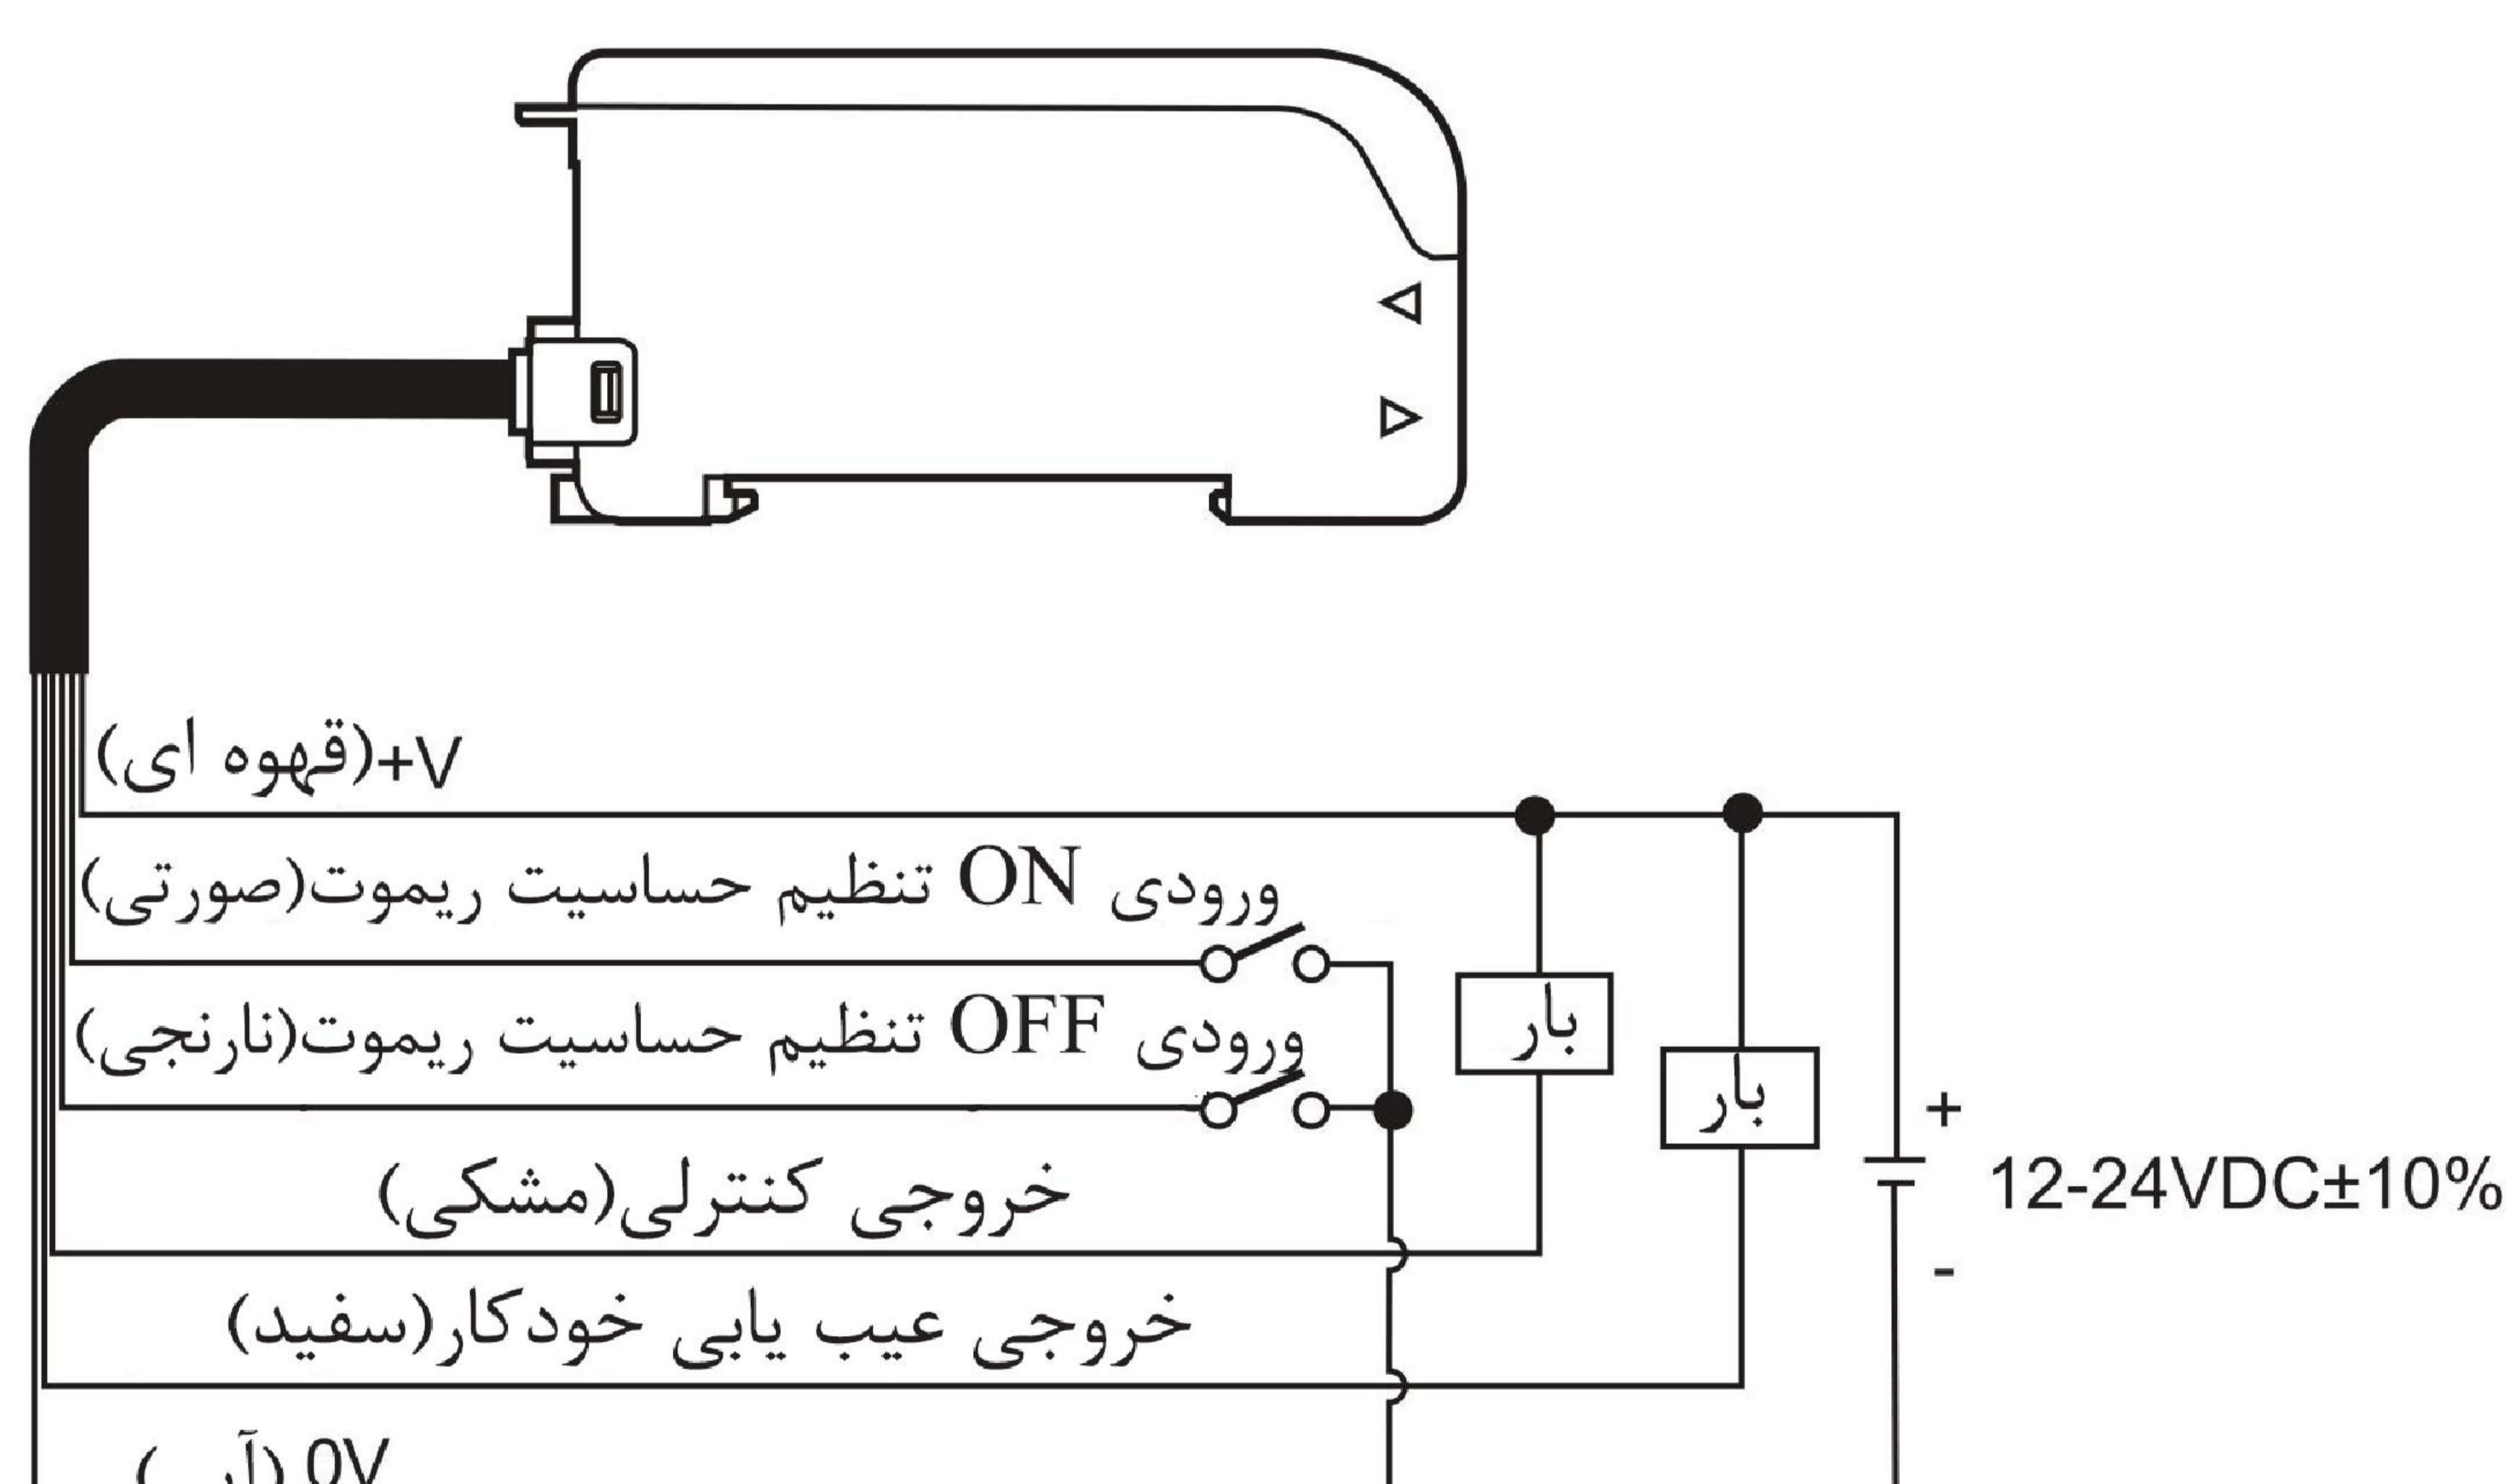 +V(قهوه ای)
ورودی ON تنظیم حساسیت ریموت(صورتی)
ورودی OFF تنظیم حساسیت ریموت(نارنجی)
بار
بار
+
خروجی کنترلی(مشکی)
12-24VDC±10%
-
خروجی عیب یابی خودکار(سفید)
0V